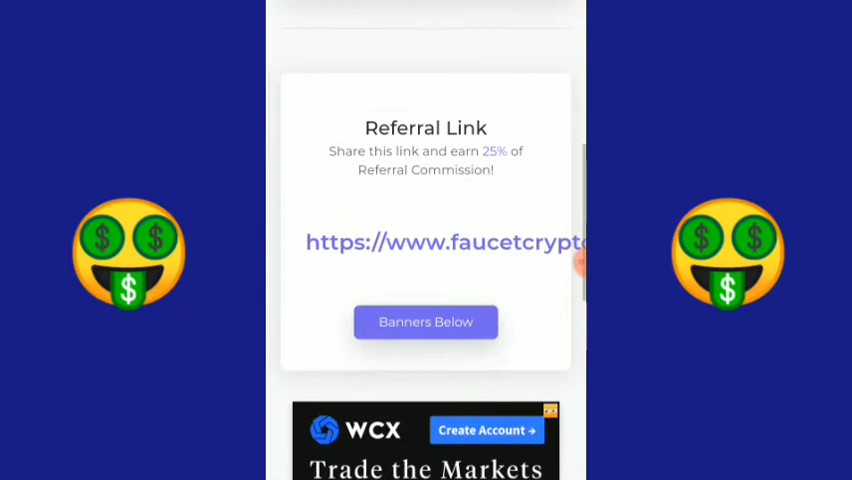 Referral Link
Share this link and earn 25% of
Referral Commission!
https://www.faucetcrypto
Banners Below
WCX
Create Account →
Trade the Markets